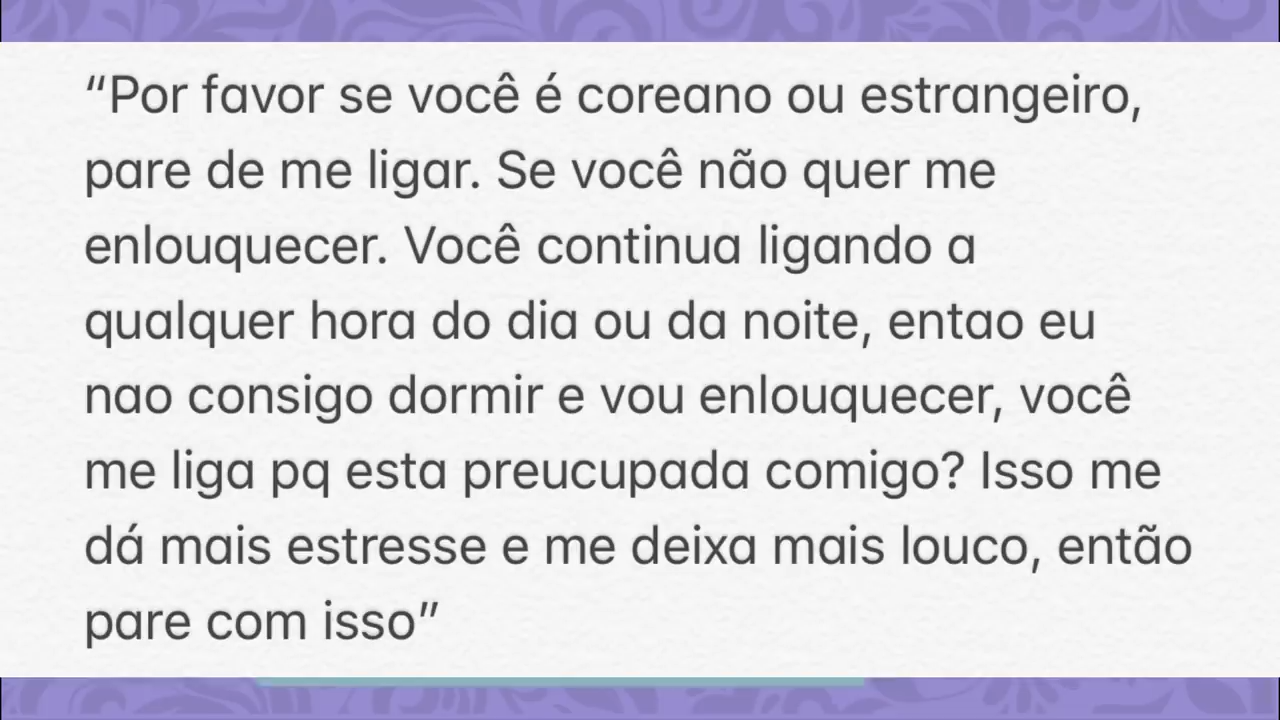 “Por favor se você é coreano ou estrangeiro,
pare de me ligar. Se você não quer me
enlouquecer. Você continua ligando a
qualquer hora do dia ou da noite, entao eu
nao consigo dormir e vou enlouquecer, você
me liga pq esta preucupada comigo? Isso me
dá mais estresse e me deixa mais louco, então
pare com isso”